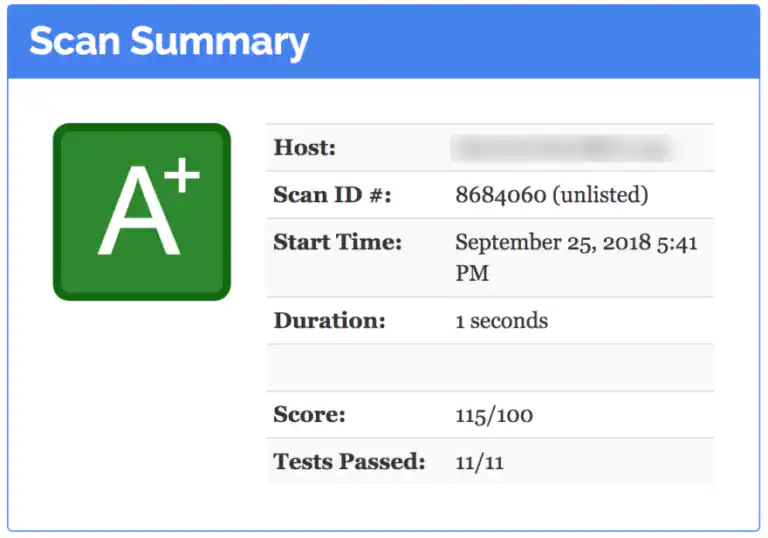 Scan Summary
A+
Host:
Scan ID #: 8684060 (unlisted)
Start Time: September 25, 2018 5:41
PM
Duration: 1 seconds
Score: 115/100
Tests Passed: 11/11